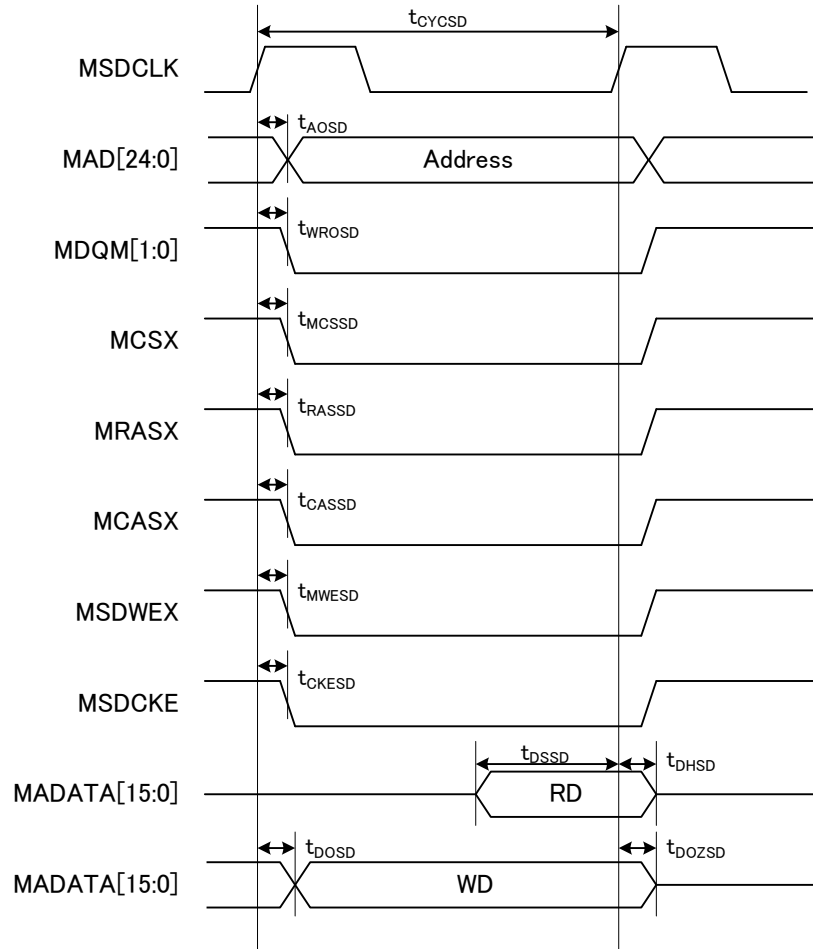 tCYCSD
MSDCLK
tAOSD
MAD[24:0]
Address
tWROSD
MDQM[1:0]
tMCSSD
MCSX
tRASSD
MRASX
tCASSD
MCASX
tMWESD
MSDWEX
tCKESD
MSDCKE
tDSSD
tDHSD
MADATA[15:0]
RD
tDOSD
tDOZSD
MADATA[15:0]
WD